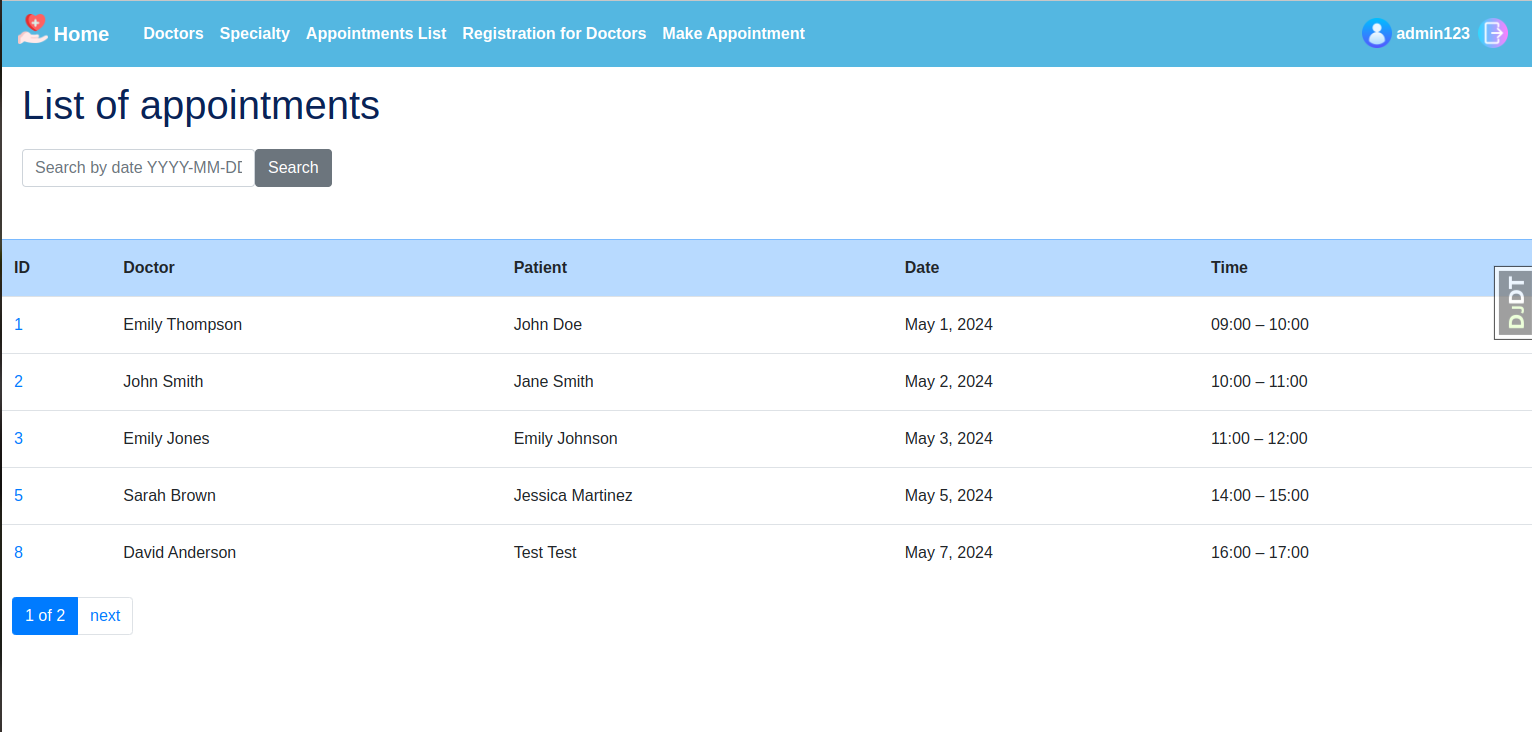 Home Doctors Specialty Appointments List Registration for Doctors Make Appointment admin123
List of appointments
Search by date YYYY-MM-DD Search
ID Doctor Patient Date Time
DJDT
1 Emily Thompson John Doe May 1, 2024 09:00 – 10:00
2 John Smith Jane Smith May 2, 2024 10:00 – 11:00
3 Emily Jones Emily Johnson May 3, 2024 11:00 – 12:00
5 Sarah Brown Jessica Martinez May 5, 2024 14:00 – 15:00
8 David Anderson Test Test May 7, 2024 16:00 – 17:00
1 of 2 next